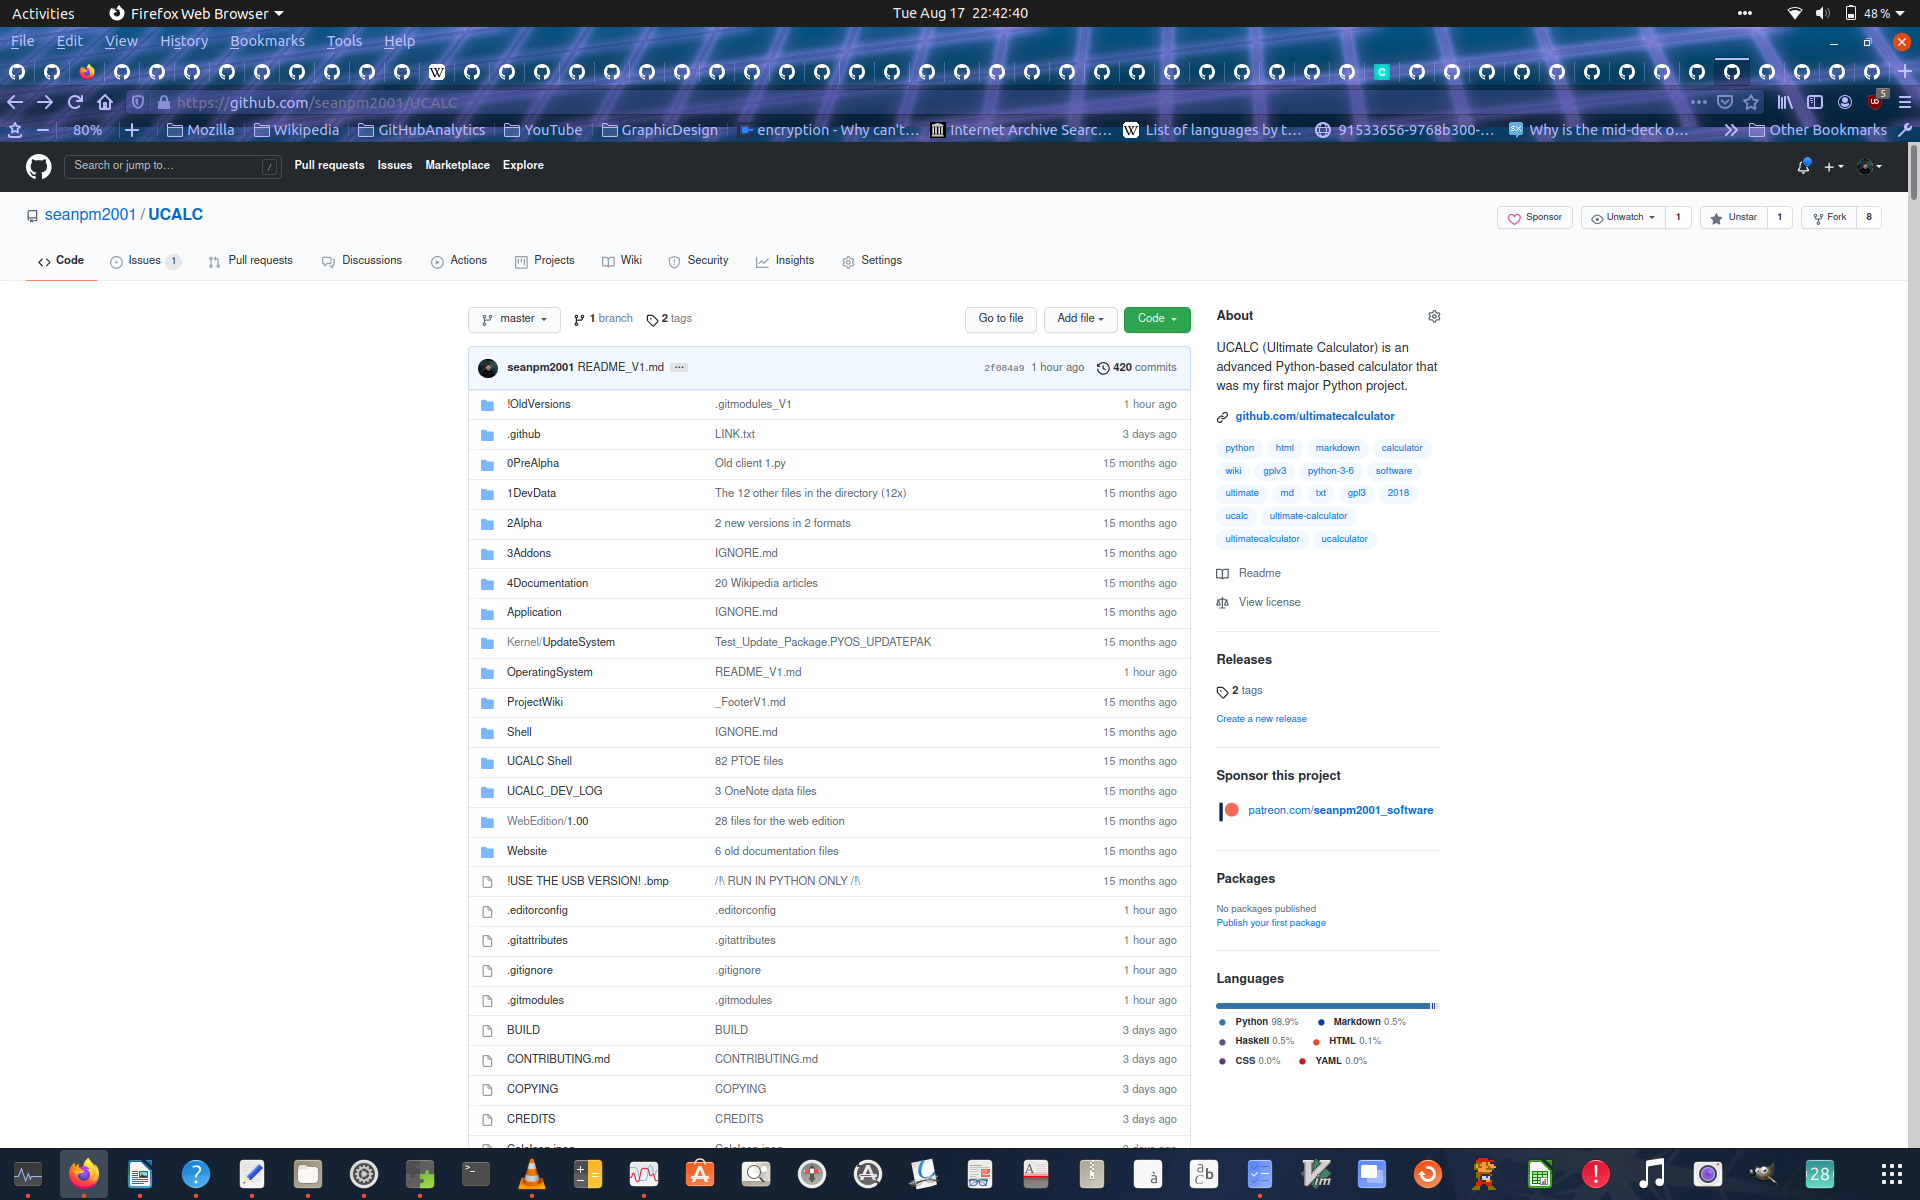 Activities
Firefox Web Browser
Tue Aug 17 22:42:40
48 %
File Edit View History Bookmarks Tools Help
https://github.com/seanpm2001/UCALC
5
80%
Mozilla
Wikipedia
GitHubAnalytics
YouTube
GraphicDesign
encryption - Why can't...
Internet Archive Searc...
List of languages by t...
91533656-9768b300-...
Why is the mid-deck o...
Other Bookmarks
Search or jump to...
/
Pull requests Issues Marketplace Explore
seanpm2001 / UCALC
Sponsor
Unwatch 1
Unstar 1
Fork 8
Code
Issues 1
Pull requests
Discussions
Actions
Projects
Wiki
Security
Insights
Settings
master
1 branch
2 tags
Go to file
Add file
Code
seanpm2001 README_V1.md ... 2f084a9 1 hour ago 420 commits
!OldVersions .gitmodules_V1 1 hour ago
.github LINK.txt 3 days ago
0PreAlpha Old client 1.py 15 months ago
1DevData The 12 other files in the directory (12x) 15 months ago
2Alpha 2 new versions in 2 formats 15 months ago
3Addons IGNORE.md 15 months ago
4Documentation 20 Wikipedia articles 15 months ago
Application IGNORE.md 15 months ago
Kernel/UpdateSystem Test_Update_Package.PYOS_UPDATEPAK 15 months ago
OperatingSystem README_V1.md 1 hour ago
ProjectWiki _FooterV1.md 15 months ago
Shell IGNORE.md 15 months ago
UCALC Shell 82 PTOE files 15 months ago
UCALC_DEV_LOG 3 OneNote data files 15 months ago
WebEdition/1.00 28 files for the web edition 15 months ago
Website 6 old documentation files 15 months ago
!USE THE USB VERSION! .bmp /!\ RUN IN PYTHON ONLY /!\ 15 months ago
.editorconfig .editorconfig 1 hour ago
.gitattributes .gitattributes 1 hour ago
.gitignore .gitignore 1 hour ago
.gitmodules .gitmodules 1 hour ago
BUILD BUILD 3 days ago
CONTRIBUTING.md CONTRIBUTING.md 3 days ago
COPYING COPYING 3 days ago
CREDITS CREDITS 3 days ago
About
UCALC (Ultimate Calculator) is an
advanced Python-based calculator that
was my first major Python project.
github.com/ultimatecalculator
python html markdown calculator
wiki gplv3 python-3-6 software
ultimate md txt gpl3 2018
ucalc ultimate-calculator
ultimatecalculator ucalculator
Readme
View license
Releases
2 tags
Create a new release
Sponsor this project
patreon.com/seanpm2001_software
Packages
No packages published
Publish your first package
Languages
Python 98.9% Markdown 0.5%
Haskell 0.5% HTML 0.1%
CSS 0.0% YAML 0.0%
28